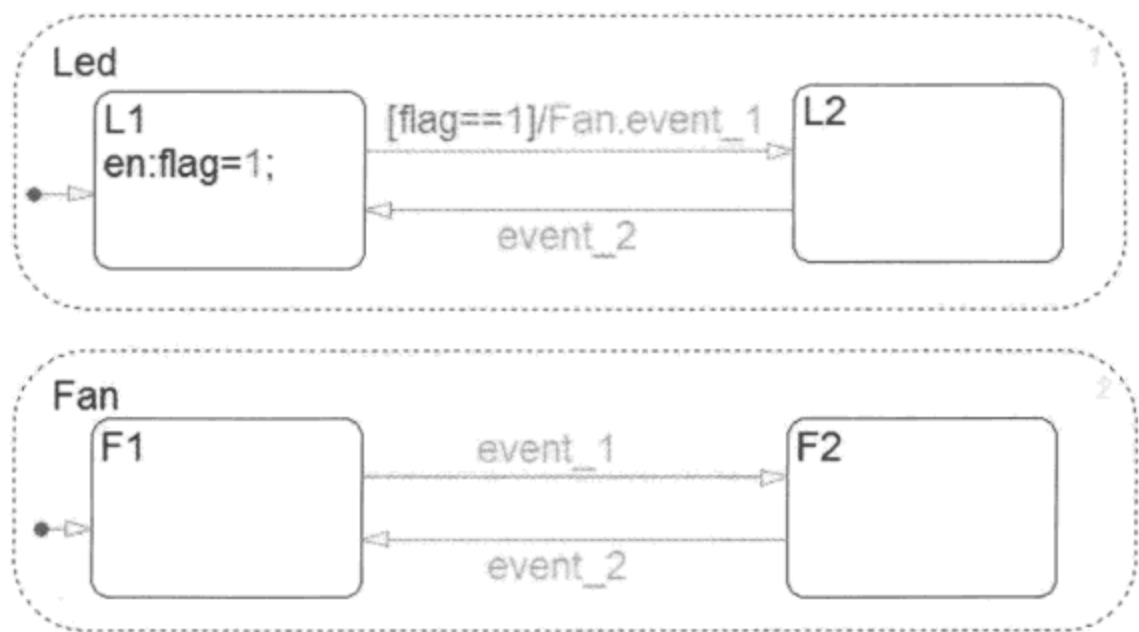 Led
1
L1
en:flag=1;
[flag==1]/Fan.event_1
L2
event_2
Fan
2
F1
event_1
F2
event_2